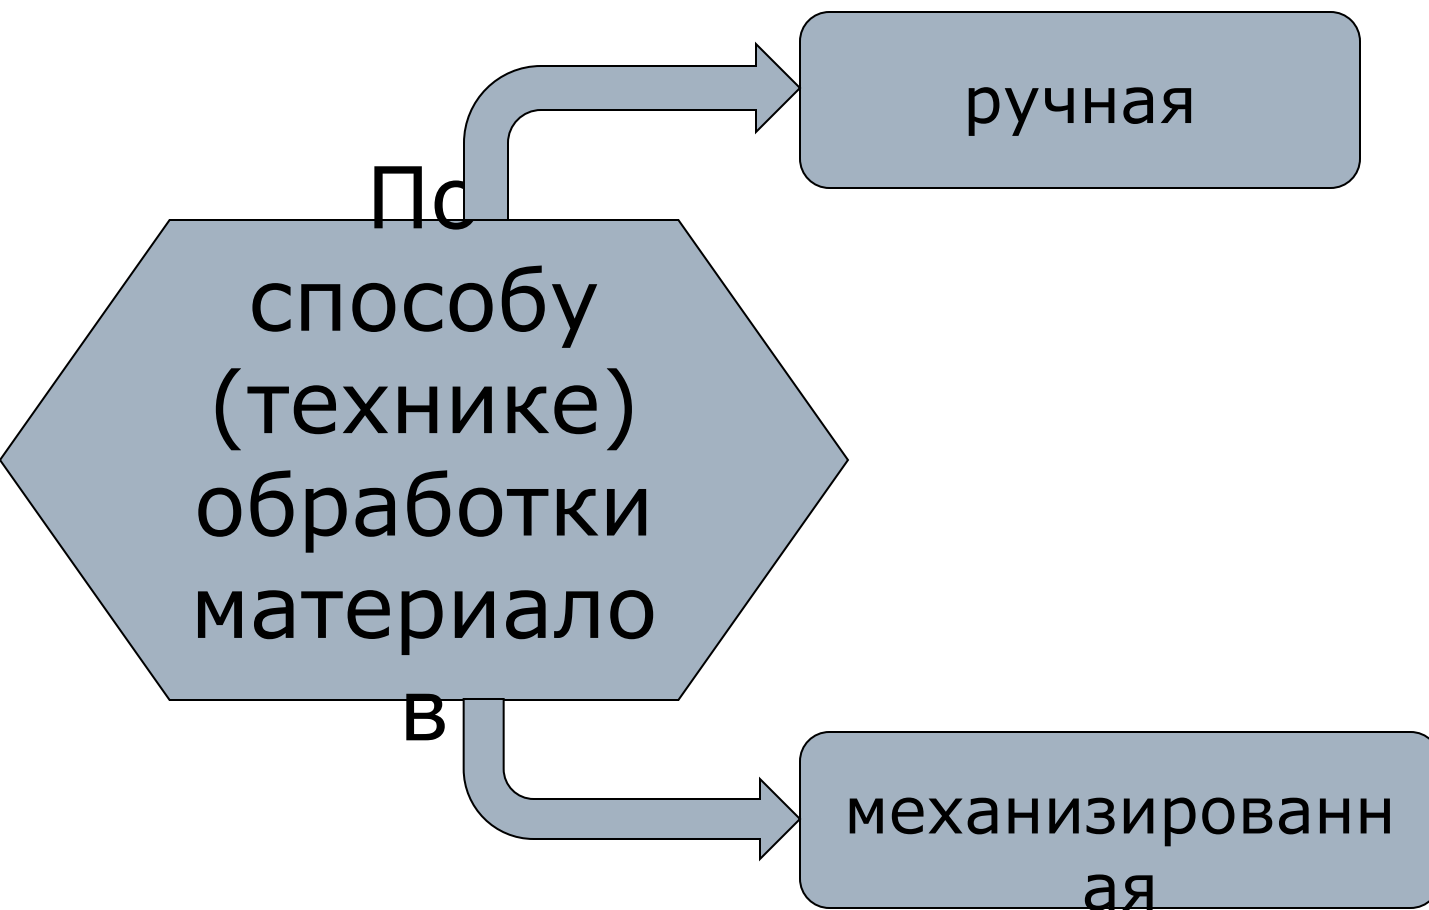 ручная
По
способу
(технике)
обработки
материало
в
механизированн
ая